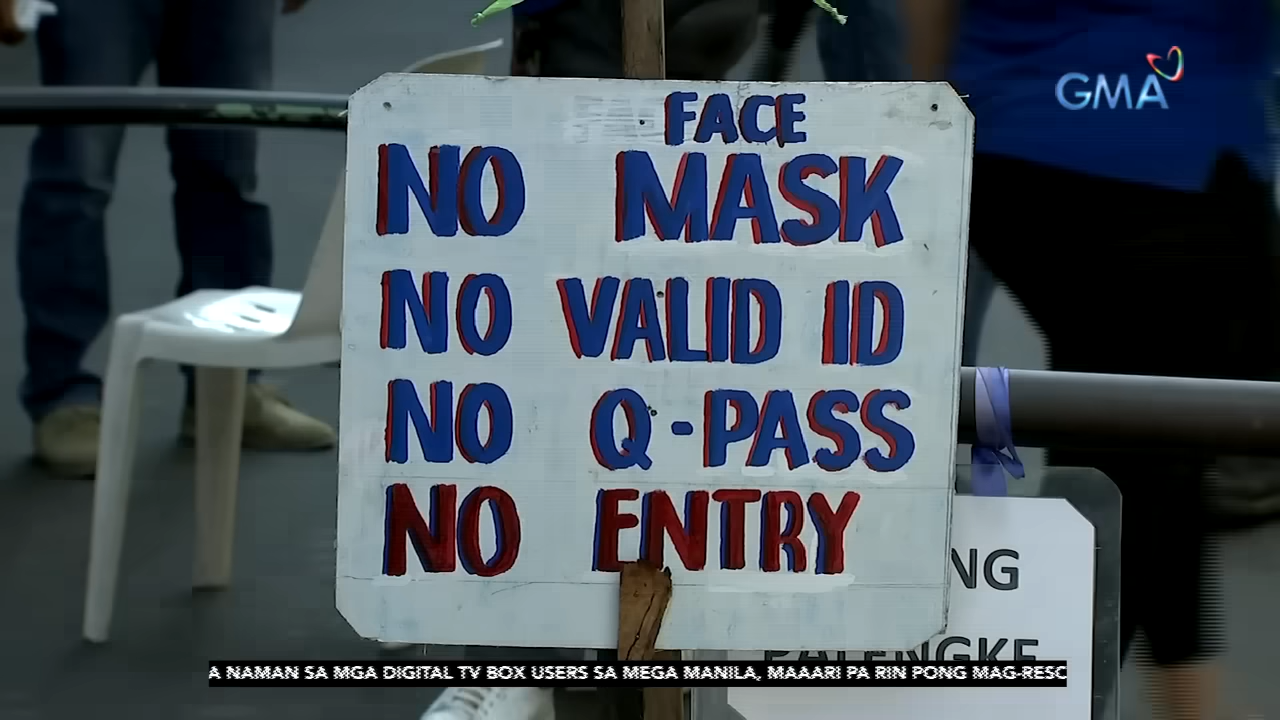 GMA
FACE
NO MASK
NO VALID ID
NO Q-PASS
NO ENTRY
NG
PALENGKE
A NAMAN SA MGA DIGITAL TV BOX USERS SA MEGA MANILA, MAAARI PA RIN PONG MAG-RESC